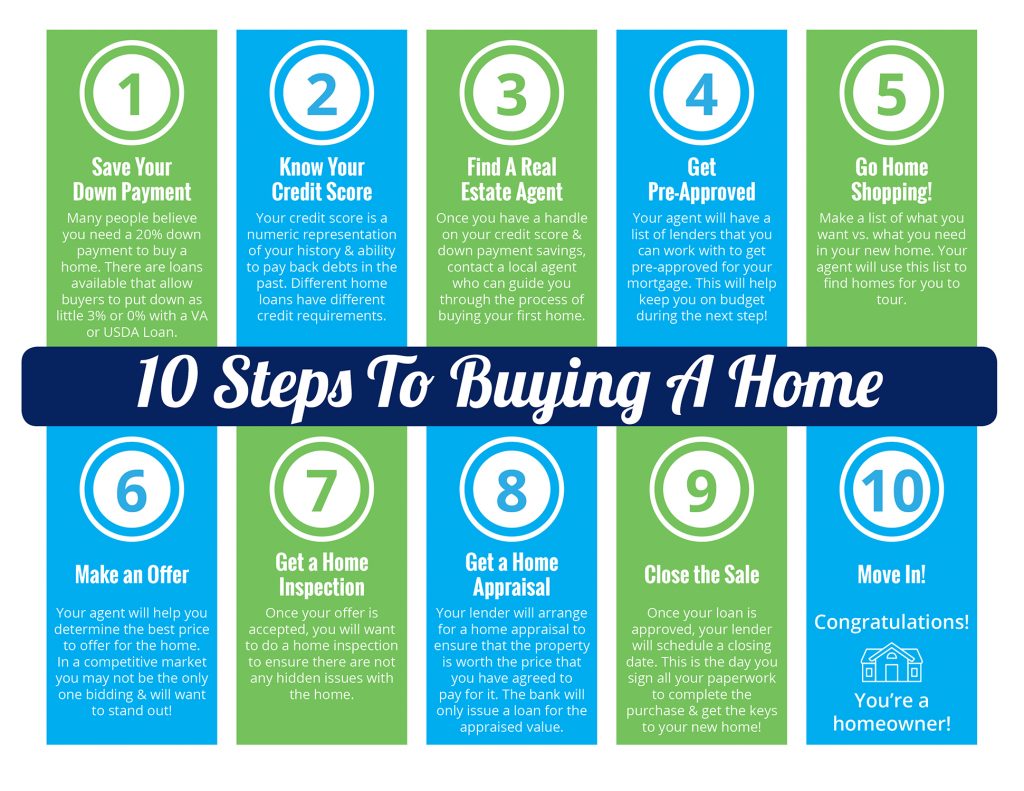 1
Save Your
Down Payment
Many people believe
you need a 20% down
payment to buy a
home. There are loans
available that allow
buyers to put down as
little 3% or 0% with a VA
or USDA Loan.
2
Know Your
Credit Score
Your credit score is a
numeric representation
of your history & ability
to pay back debts in the
past. Different home
loans have different
credit requirements.
3
Find A Real
Estate Agent
Once you have a handle
on your credit score &
down payment savings,
contact a local agent
who can guide you
through the process of
buying your first home.
4
Get
Pre-Approved
Your agent will have a
list of lenders that you
can work with to get
pre-approved for your
mortgage. This will help
keep you on budget
during the next step!
5
Go Home
Shopping!
Make a list of what you
want vs. what you need
in your new home. Your
agent will use this list to
find homes for you to
tour.
10 Steps To Buying A Home
6
Make an Offer
Your agent will help you
determine the best price
to offer for the home.
In a competitive market
you may not be the only
one bidding & will want
to stand out!
7
Get a Home
Inspection
Once your offer is
accepted, you will want
to do a home inspection
to ensure there are not
any hidden issues with
the home.
8
Get a Home
Appraisal
Your lender will arrange
for a home appraisal to
ensure that the property
is worth the price that
you have agreed to
pay for it. The bank will
only issue a loan for the
appraised value.
9
Close the Sale
Once your loan is
approved, your lender
will schedule a closing
date. This is the day you
sign all your paperwork
to complete the
purchase & get the keys
to your new home!
10
Move In!
Congratulations!
You're a
homeowner!